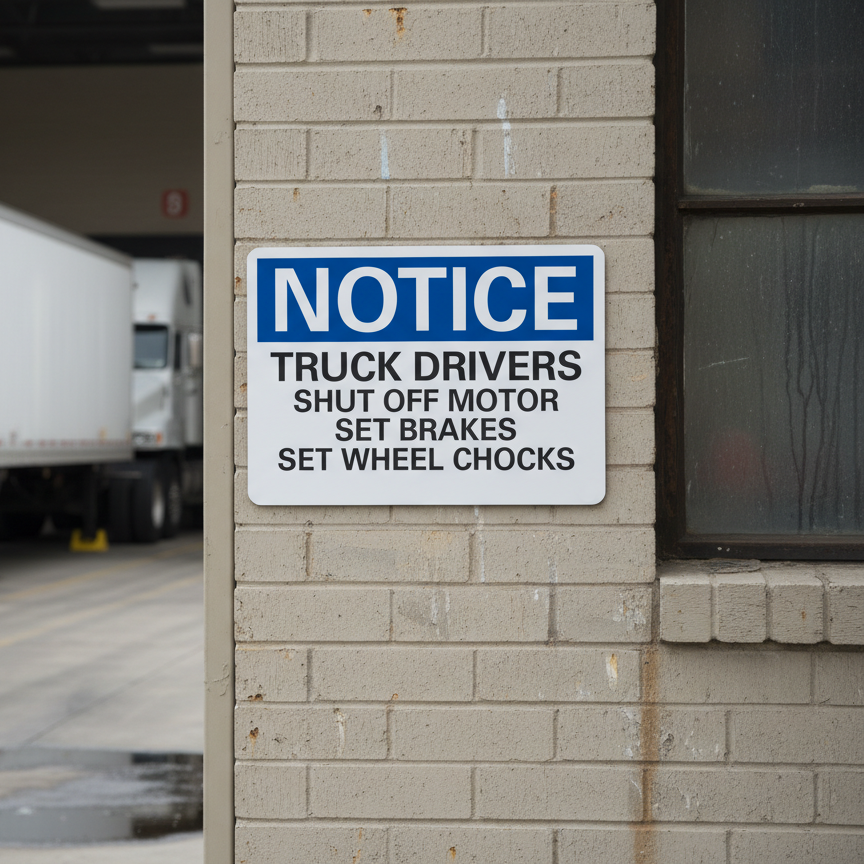 NOTICE
TRUCK DRIVERS
SHUT OFF MOTOR
SET BRAKES
SET WHEEL CHOCKS